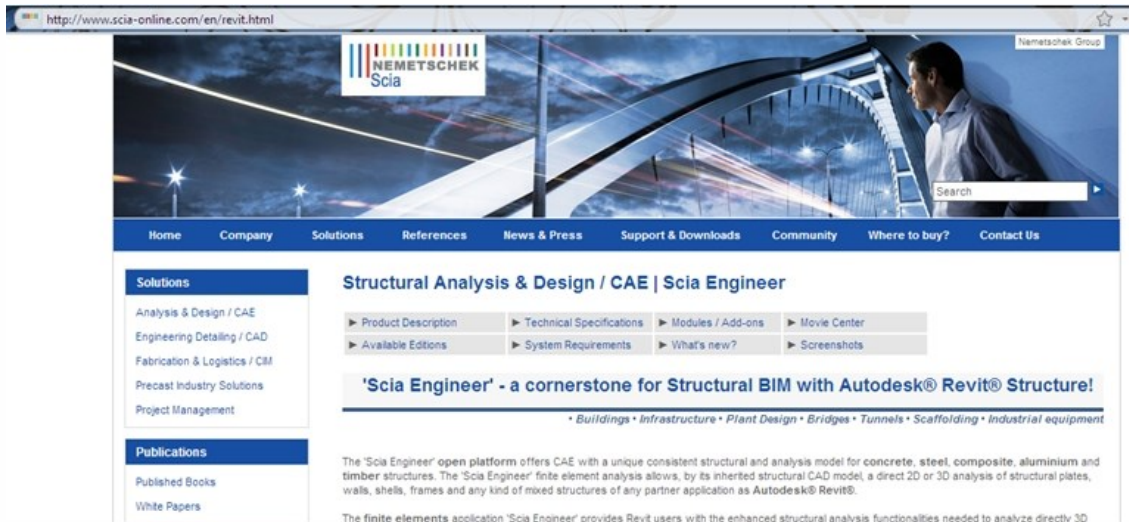 http://www.scia-online.com/en/revit.html
Nemetschek Group
NEMETSCHEK
Scia
Search
Home Company Solutions References News & Press Support & Downloads Community Where to buy? Contact Us
Solutions
Analysis & Design / CAE
Engineering Detailing / CAD
Fabrication & Logistics / CIM
Precast Industry Solutions
Project Management
Publications
Published Books
White Papers
Structural Analysis & Design / CAE | Scia Engineer
► Product Description ► Technical Specifications ► Modules / Add-ons ► Movie Center
► Available Editions ► System Requirements ► What's new? ► Screenshots
'Scia Engineer' - a cornerstone for Structural BIM with Autodesk® Revit® Structure!
• Buildings • Infrastructure • Plant Design • Bridges • Tunnels • Scaffolding • Industrial equipment
The 'Scia Engineer' open platform offers CAE with a unique consistent structural and analysis model for concrete, steel, composite, aluminium and
timber structures. The 'Scia Engineer' finite element analysis allows, by its inherited structural CAD model, a direct 2D or 3D analysis of structural plates,
walls, shells, frames and any kind of mixed structures of any partner application as Autodesk® Revit®.
The finite elements application 'Scia Engineer' provides Revit users with the enhanced structural analysis functionalities needed to analyze directly 3D